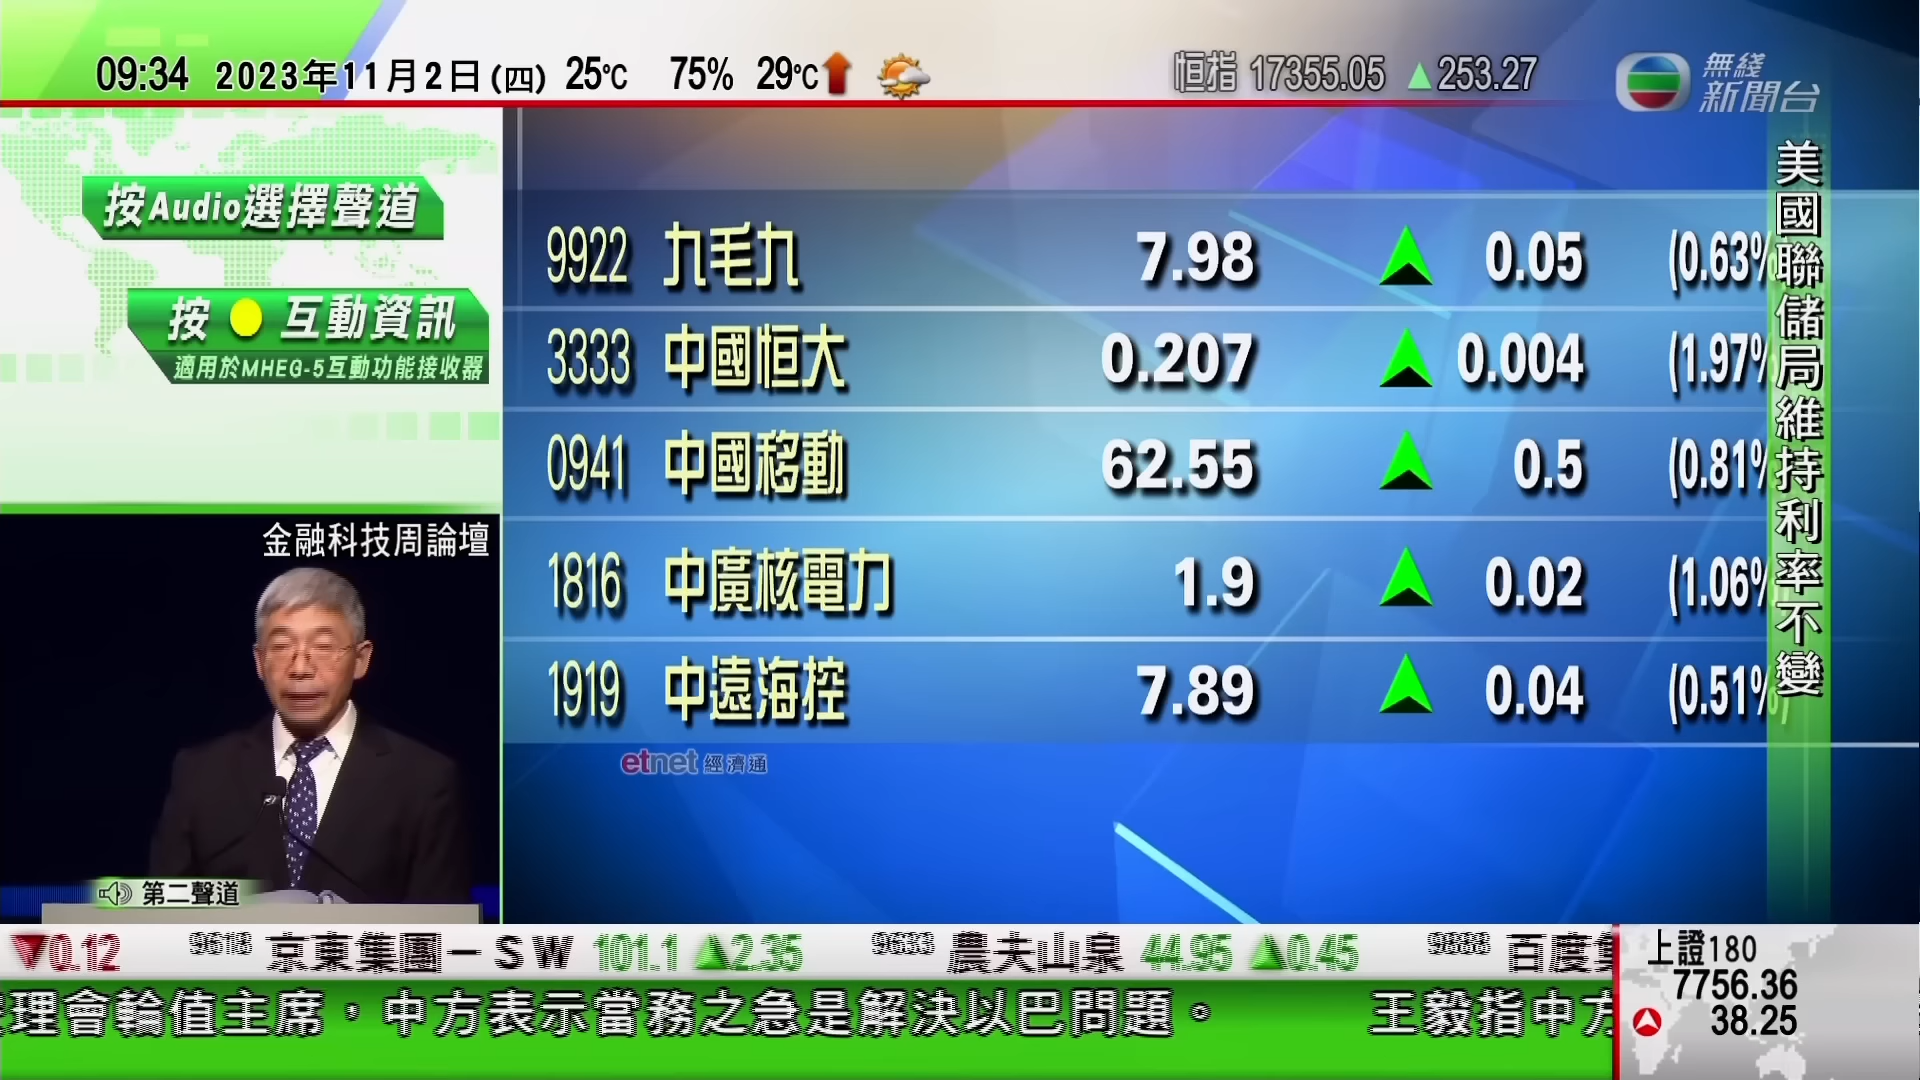 09:34 2023年11月2日(四) 25℃ 75% 29℃
恒指 17355.05 ▲253.27
無綫
新聞台
按Audio選擇聲道
按 互動資訊
適用於MHEG-5互動功能接收器
9922 九毛九 7.98 ▲ 0.05 (0.63%
3333 中國恒大 0.207 ▲ 0.004 (1.97%
0941 中國移動 62.55 ▲ 0.5 (0.81%
1816 中廣核電力 1.9 ▲ 0.02 (1.06%
1919 中遠海控 7.89 ▲ 0.04 (0.51%)
etnet 經濟通
美國聯儲局維持利率不變
金融科技周論壇
第二聲道
▼0.12 9618 京東集團－ＳＷ 101.1 ▲2.35 9633 農夫山泉 44.95 ▲0.45 9888 百度集
理會輪值主席，中方表示當務之急是解決以巴問題。 王毅指中方
上證180
7756.36
38.25